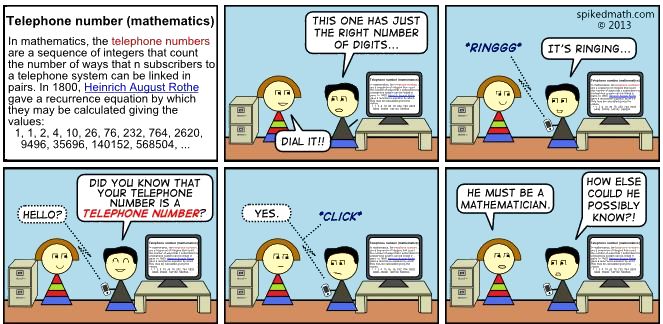 Telephone number (mathematics)
In mathematics, the telephone numbers
are a sequence of integers that count
the number of ways that n subscribers to
a telephone system can be linked in
pairs. In 1800, Heinrich August Rothe
gave a recurrence equation by which
they may be calculating giving the
values:
1, 1, 2, 4, 10, 26, 76, 232, 764, 2620,
9496, 35696, 140152, 568504, ...
THIS ONE HAS JUST
THE RIGHT NUMBER
OF DIGITS...
DIAL IT!!
spikedmath.com
© 2013
*RINGGG*
IT'S RINGING...
HELLO?
DID YOU KNOW THAT
YOUR TELEPHONE
NUMBER IS A
TELEPHONE NUMBER?
YES.
*CLICK*
HE MUST BE A
MATHEMATICIAN.
HOW ELSE
COULD HE
POSSIBLY
KNOW?!